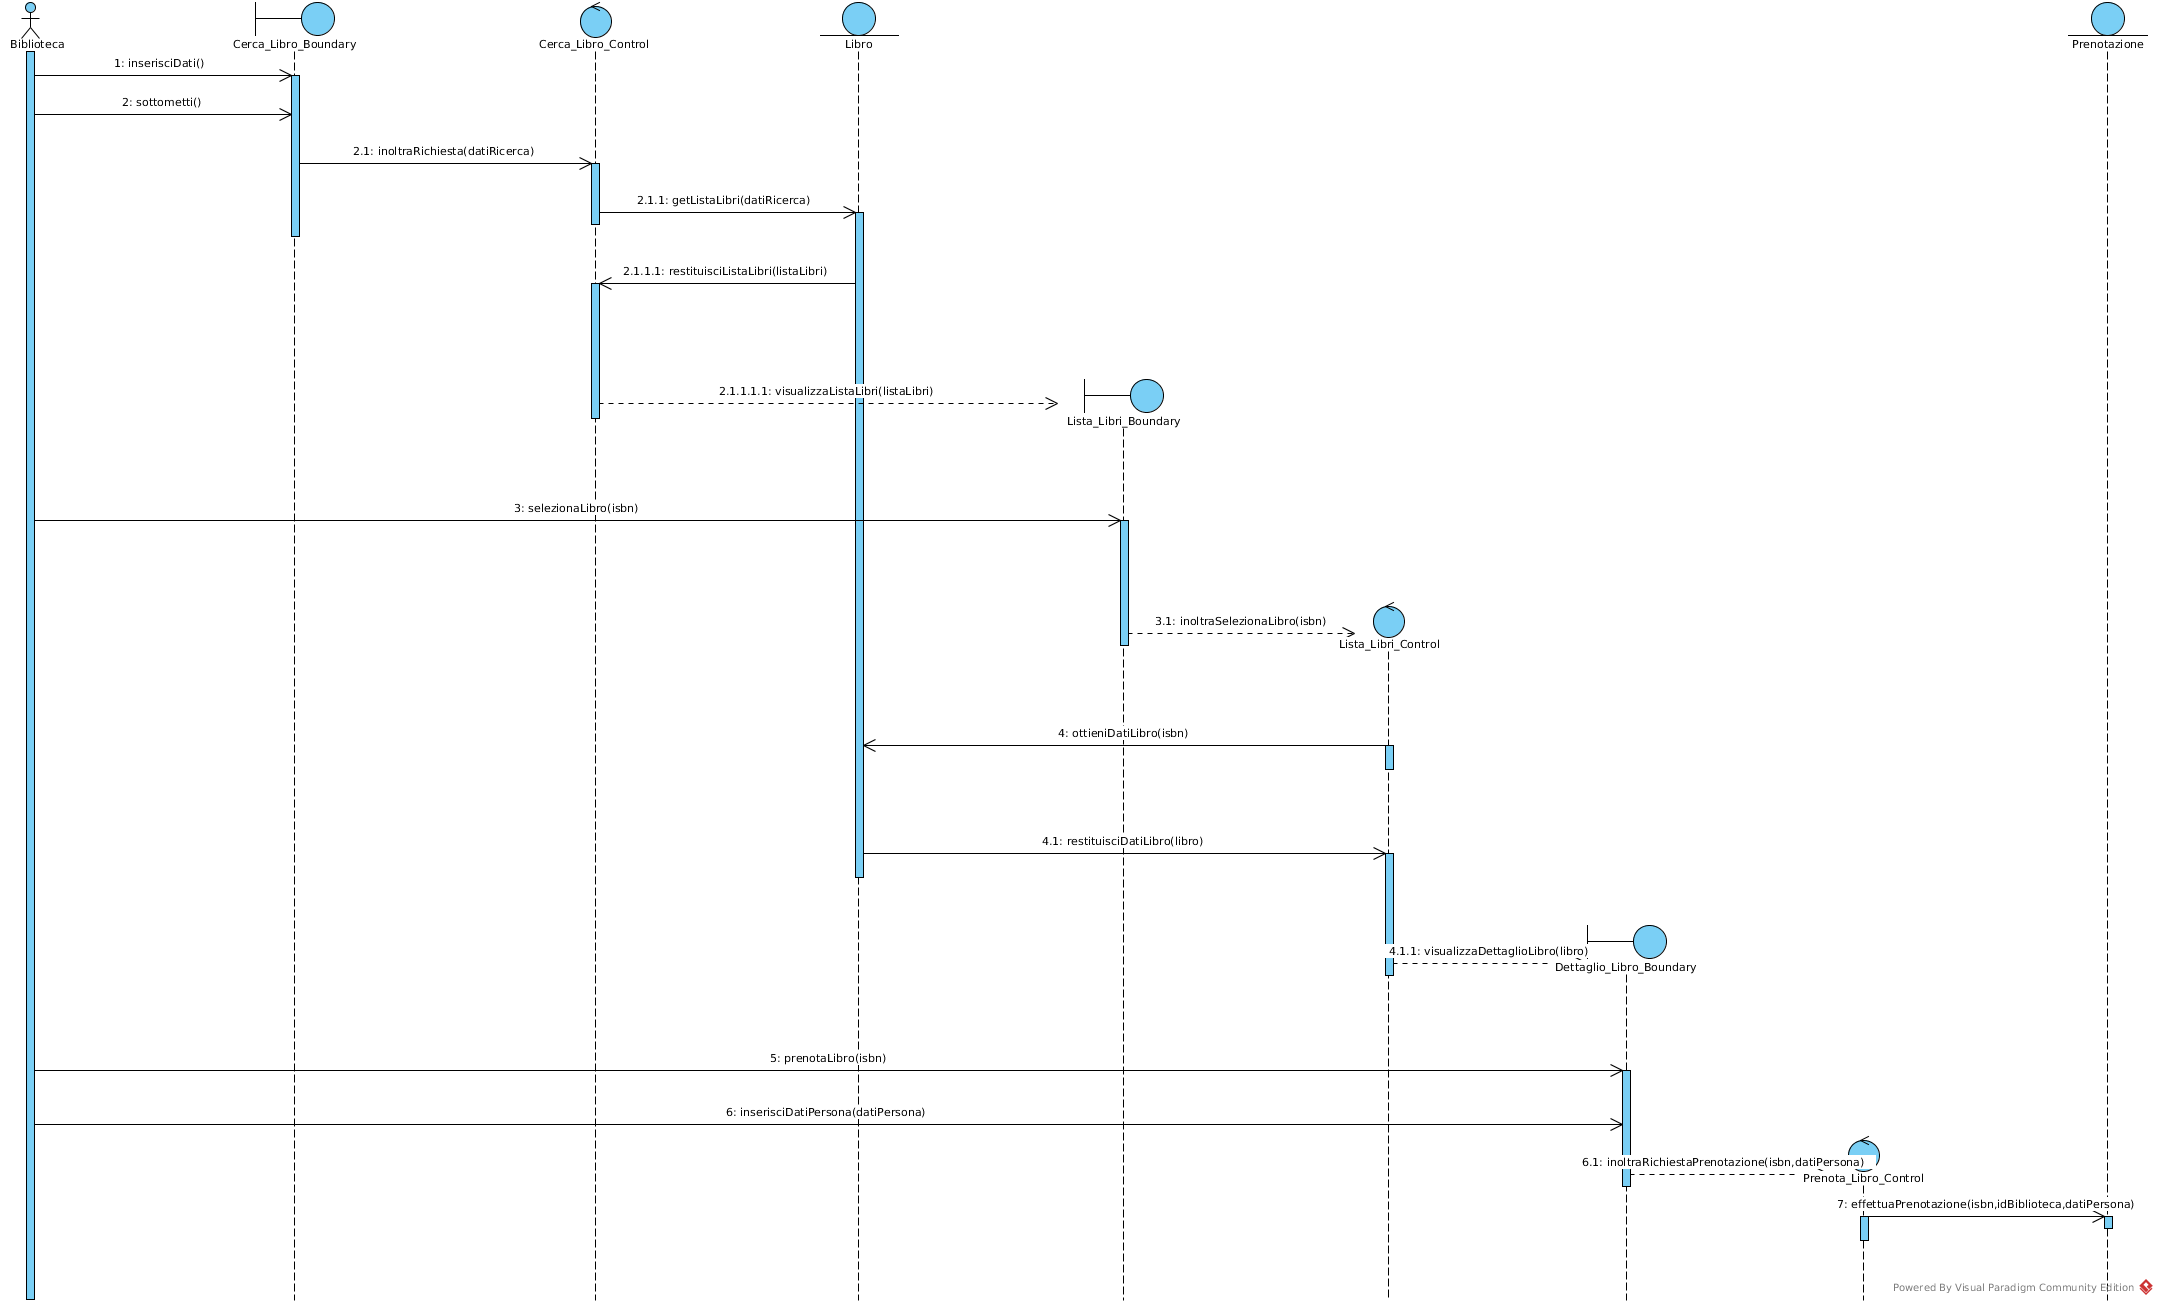 Biblioteca
Cerca_Libro_Boundary
Cerca_Libro_Control
Libro
Prenotazione
1: inserisciDati()
2: sottometti()
2.1: inoltraRichiesta(datiRicerca)
2.1.1: getListaLibri(datiRicerca)
2.1.1.1: restituisciListaLibri(listaLibri)
2.1.1.1.1: visualizzaListaLibri(listaLibri)
Lista_Libri_Boundary
3: selezionaLibro(isbn)
3.1: inoltraSelezionaLibro(isbn)
Lista_Libri_Control
4: ottieniDatiLibro(isbn)
4.1: restituisciDatiLibro(libro)
4.1.1: visualizzaDettaglioLibro(libro)
Dettaglio_Libro_Boundary
5: prenotaLibro(isbn)
6: inserisciDatiPersona(datiPersona)
6.1: inoltraRichiestaPrenotazione(isbn,datiPersona)
Prenota_Libro_Control
7: effettuaPrenotazione(isbn,idBiblioteca,datiPersona)
Powered By Visual Paradigm Community Edition